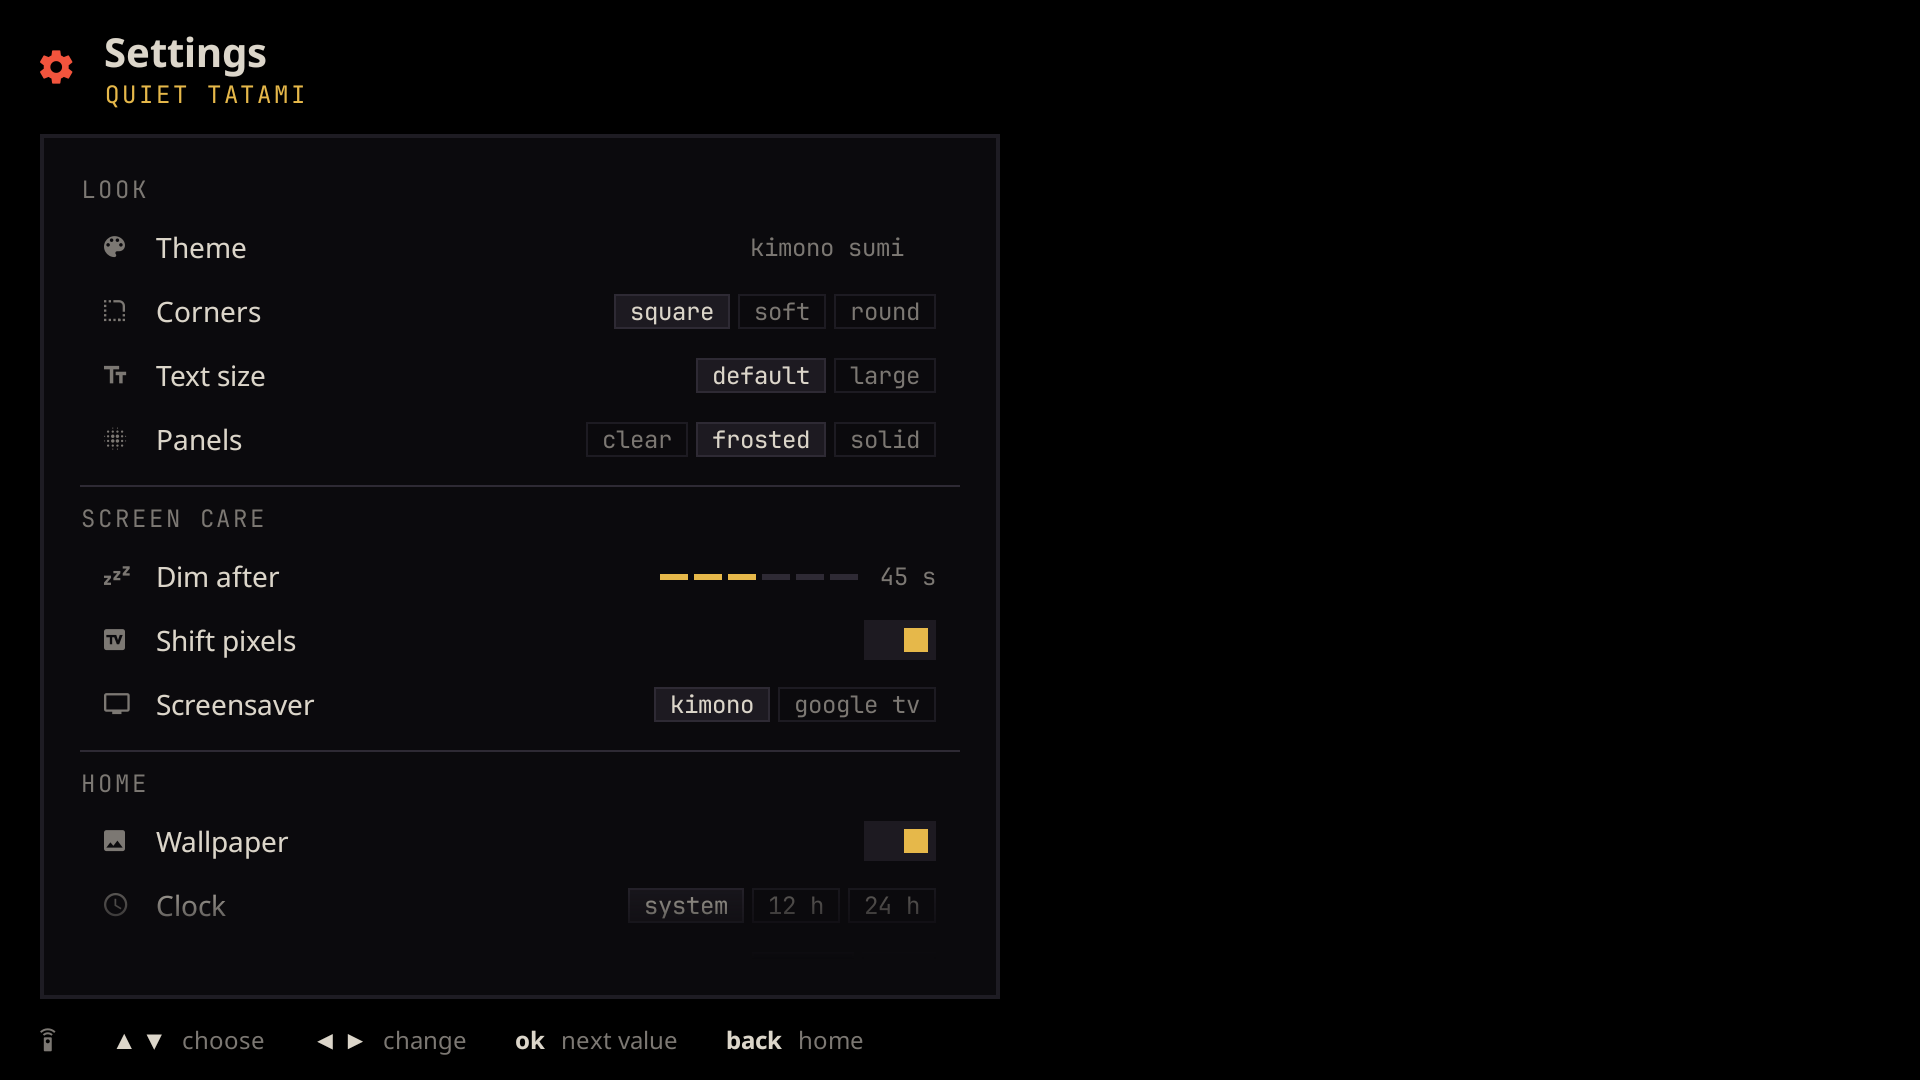 Settings
QUIET TATAMI
LOOK
Theme kimono sumi
Corners square soft round
Text size default large
Panels clear frosted solid
SCREEN CARE
Dim after 45 s
Shift pixels
Screensaver kimono google tv
HOME
Wallpaper
Clock system 12 h 24 h
▲ ▼ choose ◀ ▶ change ok next value back home